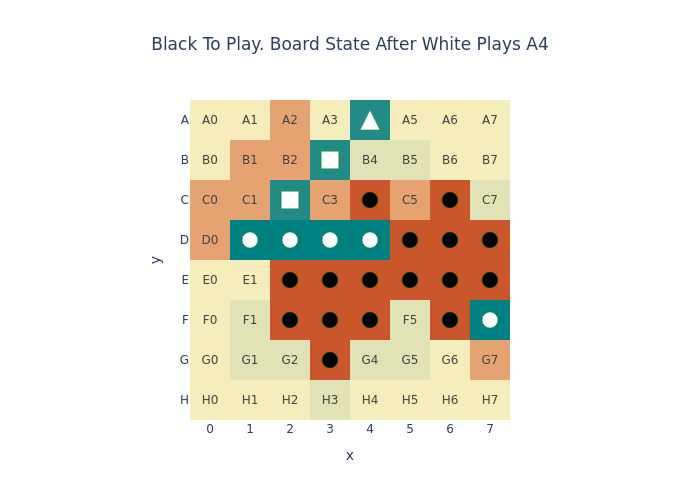 Black To Play. Board State After White Plays A4
A A0 A1 A2 A3 A5 A6 A7
B B0 B1 B2 B4 B5 B6 B7
C C0 C1 C3 C5 C7
D D0
E E0 E1
F F0 F1 F5
G G0 G1 G2 G4 G5 G6 G7
H H0 H1 H2 H3 H4 H5 H6 H7
0 1 2 3 4 5 6 7
x
y